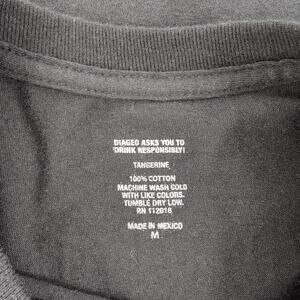 DIAGEO ASKS YOU TO
DRINK RESPONSIBLY!
TANGERINE
100% COTTON
MACHINE WASH COLD
WITH LIKE COLORS.
TUMBLE DRY LOW.
RN 112018
MADE IN MEXICO
M